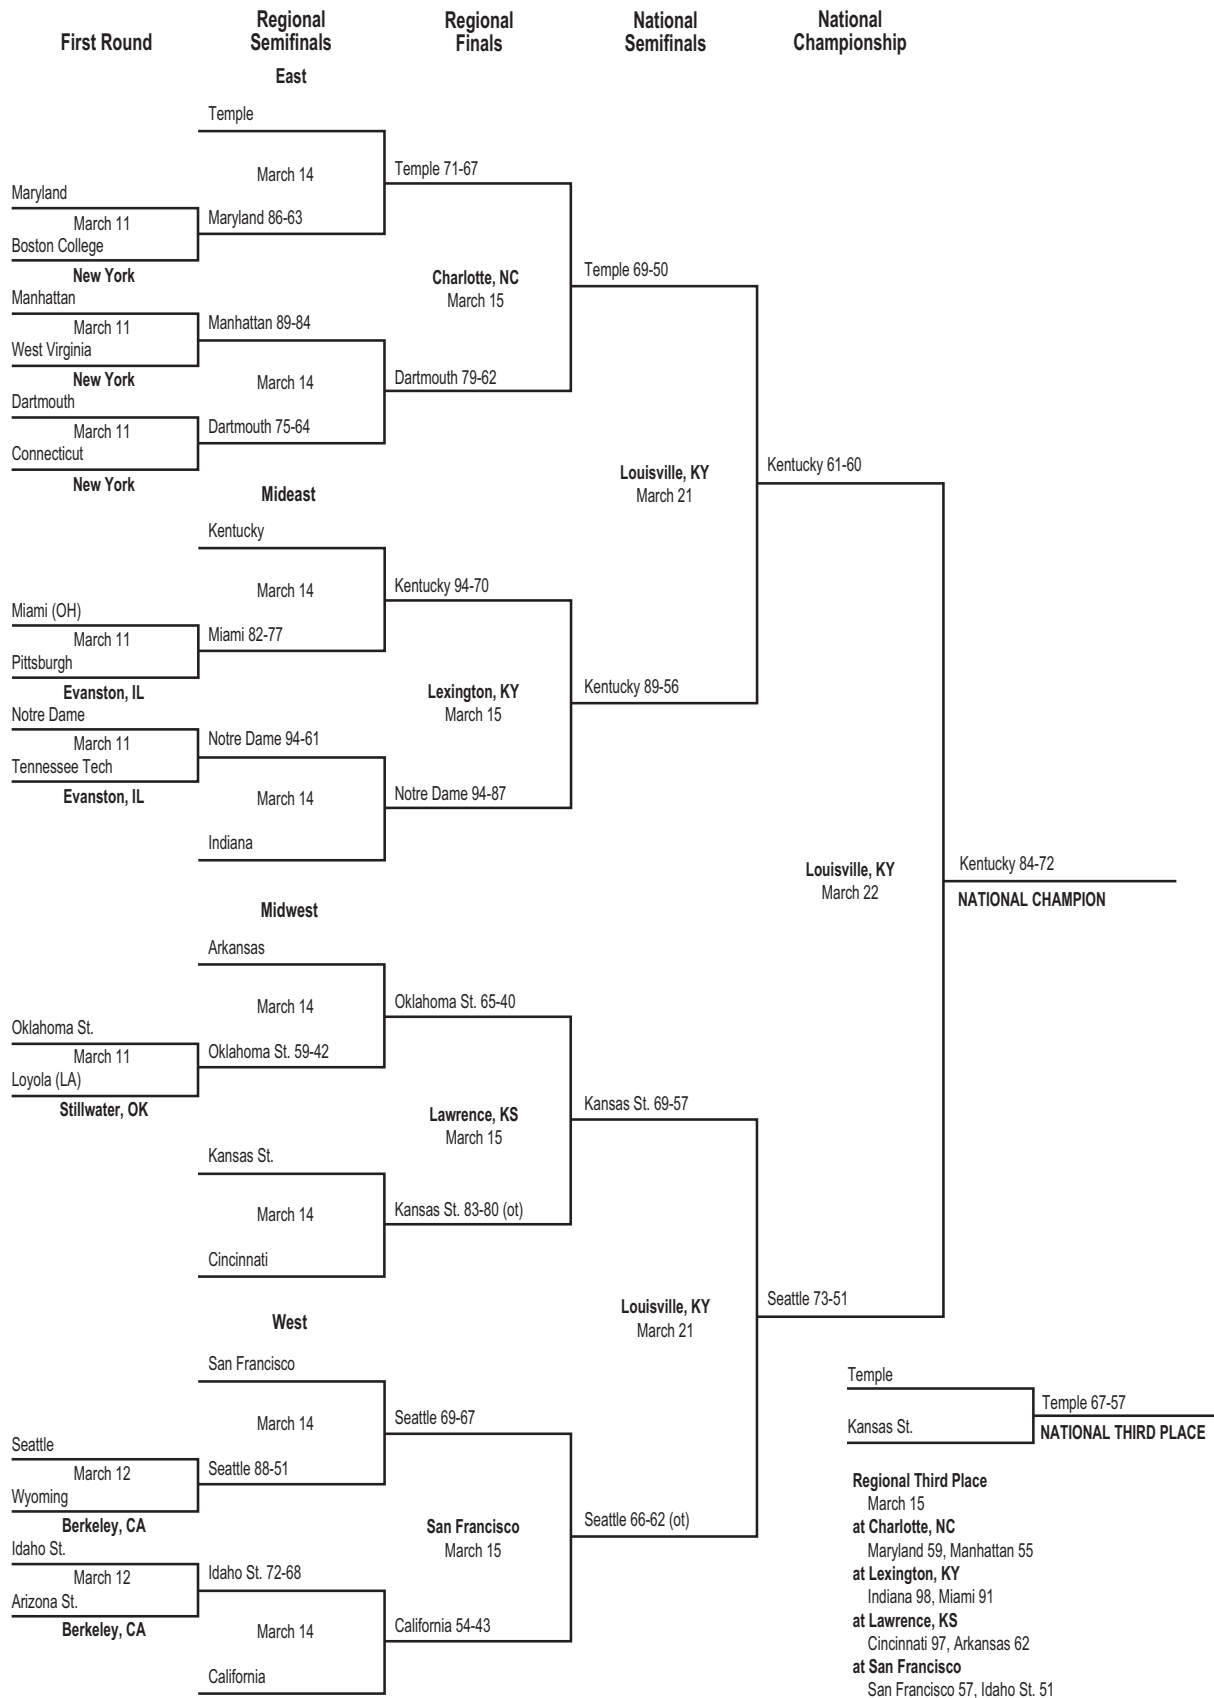 First Round
Regional
Semifinals
Regional
Finals
National
Semifinals
National
Championship
East
Temple
March 14
Temple 71-67
Maryland
March 11
Maryland 86-63
Boston College
New York
Charlotte, NC
March 15
Temple 69-50
Manhattan
March 11
Manhattan 89-84
West Virginia
New York
March 14
Dartmouth 79-62
Dartmouth
March 11
Dartmouth 75-64
Connecticut
New York
Louisville, KY
March 21
Kentucky 61-60
Mideast
Kentucky
March 14
Kentucky 94-70
Miami (OH)
March 11
Miami 82-77
Pittsburgh
Evanston, IL
Lexington, KY
March 15
Kentucky 89-56
Notre Dame
March 11
Notre Dame 94-61
Tennessee Tech
Evanston, IL
March 14
Notre Dame 94-87
Indiana
Louisville, KY
March 22
Kentucky 84-72
NATIONAL CHAMPION
Midwest
Arkansas
March 14
Oklahoma St. 65-40
Oklahoma St.
March 11
Oklahoma St. 59-42
Loyola (LA)
Stillwater, OK
Lawrence, KS
March 15
Kansas St. 69-57
Kansas St.
March 14
Kansas St. 83-80 (ot)
Cincinnati
Louisville, KY
March 21
Seattle 73-51
West
San Francisco
March 14
Seattle 69-67
Seattle
March 12
Seattle 88-51
Wyoming
Berkeley, CA
San Francisco
March 15
Seattle 66-62 (ot)
Idaho St.
March 12
Idaho St. 72-68
Arizona St.
Berkeley, CA
March 14
California 54-43
California
Temple
Temple 67-57
Kansas St.
NATIONAL THIRD PLACE
Regional Third Place
March 15
at Charlotte, NC
Maryland 59, Manhattan 55
at Lexington, KY
Indiana 98, Miami 91
at Lawrence, KS
Cincinnati 97, Arkansas 62
at San Francisco
San Francisco 57, Idaho St. 51